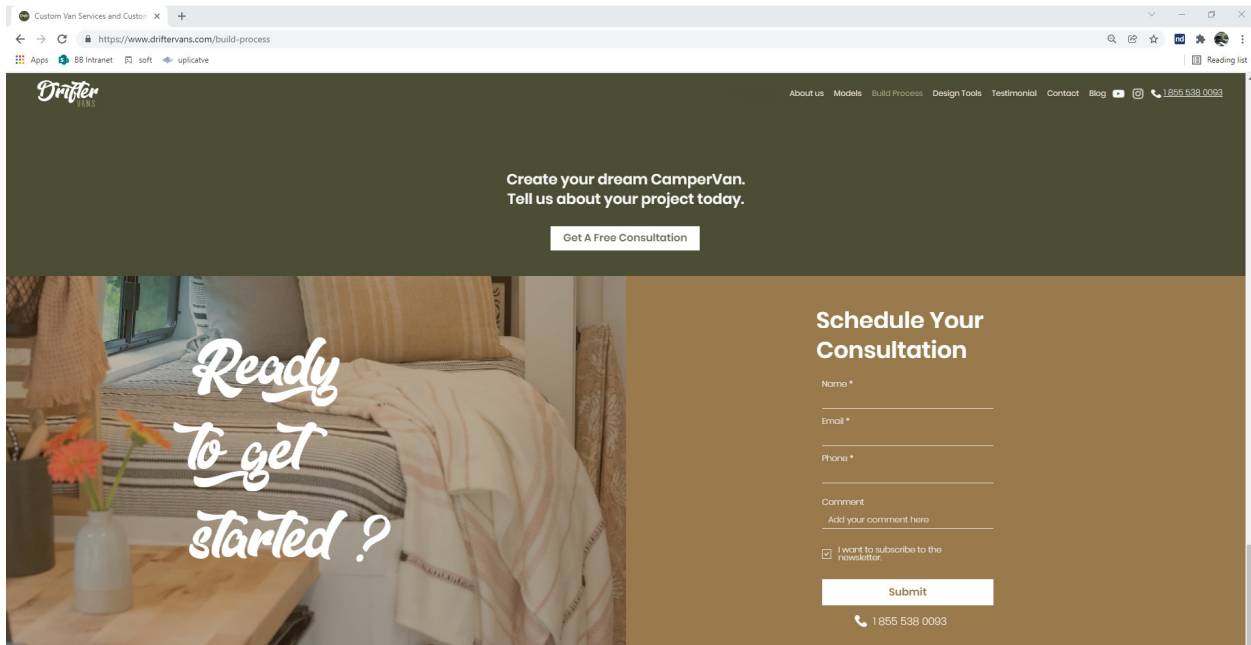 Custom Van Services and Custom
https://www.driftervans.com/build-process
Apps
BB Intranet
soft
uplicatve
Reading list
Drifter
VANS
About us
Models
Build Process
Design Tools
Testimonial
Contact
Blog
1 855 538 0093
Create your dream CamperVan.
Tell us about your project today.
Get A Free Consultation
Ready
to get
started ?
Schedule Your
Consultation
Name *
Email *
Phone *
Comment
Add your comment here
I want to subscribe to the
newsletter.
Submit
1 855 538 0093